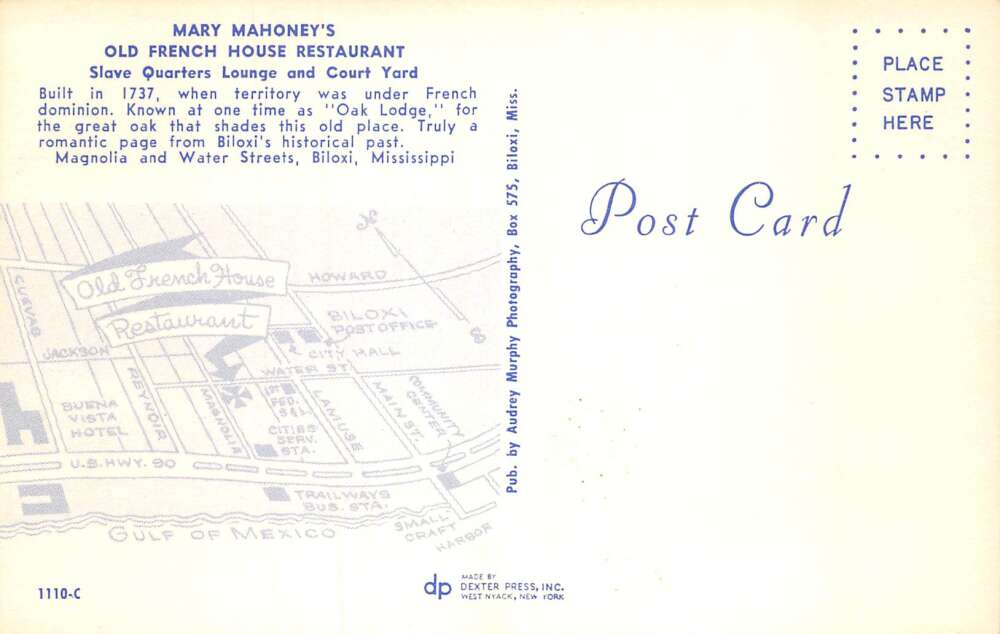 MARY MAHONEY'S
OLD FRENCH HOUSE RESTAURANT
Slave Quarters Lounge and Court Yard
Built in 1737, when territory was under French
dominion. Known at one time as "Oak Lodge," for
the great oak that shades this old place. Truly a
romantic page from Biloxi's historical past.
Magnolia and Water Streets, Biloxi, Mississippi
PLACE
STAMP
HERE
Post Card
Pub. by Audrey Murphy Photography, Box 575, Biloxi, Miss.
Old French House
Restaurant
HOWARD
CUEVAS
BILOXI
POST OFFICE
CITY HALL
JACKSON
WATER ST.
REYNOIR
MAGNOLIA
1ST
FED.
S & L
LAMUSE
MAIN ST.
COMMUNITY
CENTER
BUENA
VISTA
HOTEL
CITIES
SERV.
STA.
U.S. HWY. 90
TRAILWAYS
BUS. STA.
SMALL
CRAFT
HARBOR
GULF OF MEXICO
N
S
1110-C
dp
MADE BY
DEXTER PRESS, INC.
WEST NYACK, NEW YORK